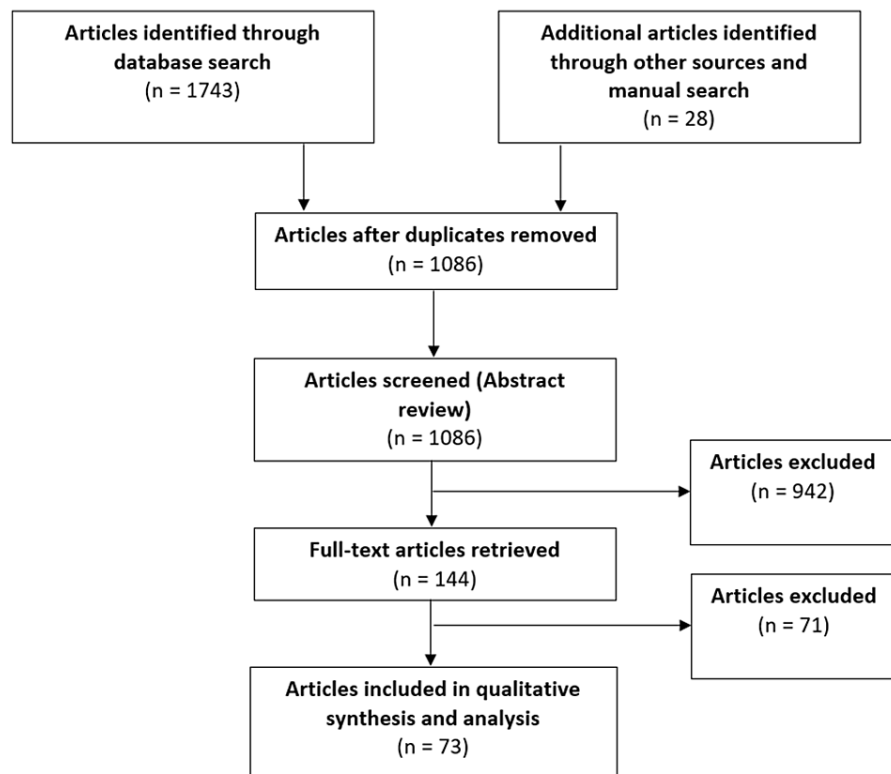 Articles identified through
database search
(n = 1743)
Additional articles identified
through other sources and
manual search
(n = 28)
Articles after duplicates removed
(n = 1086)
Articles screened (Abstract
review)
(n = 1086)
Articles excluded
(n = 942)
Full-text articles retrieved
(n = 144)
Articles excluded
(n = 71)
Articles included in qualitative
synthesis and analysis
(n = 73)